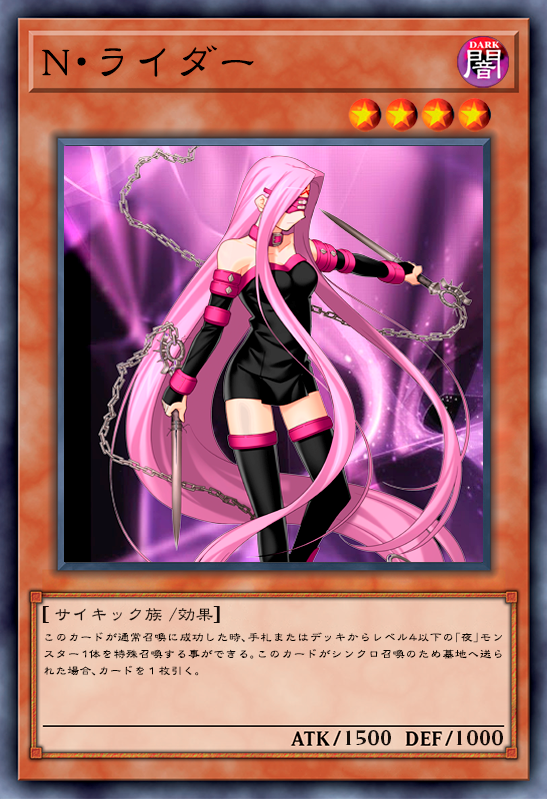 N・ライダー
DARK
闇
[サイキック族/効果]
このカードが通常召喚に成功した時、手札またはデッキからレベル4以下の「夜」モン
スター1体を特殊召喚する事ができる。このカードがシンクロ召喚のため墓地へ送ら
れた場合、カードを１枚引く。
ATK/1500 DEF/1000